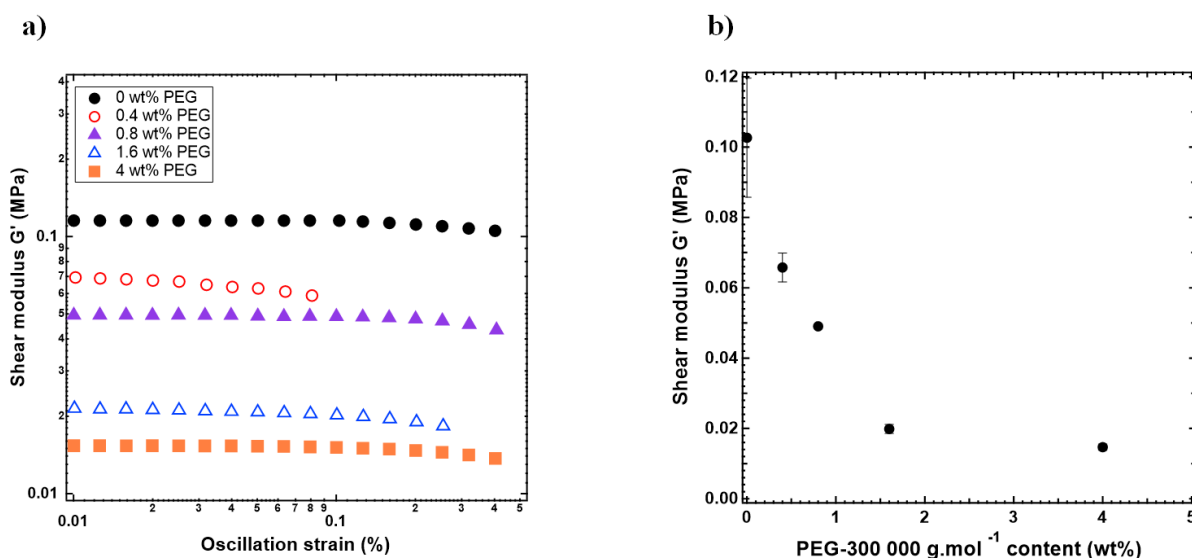 a)
4
3
2
0.1
9
8
7
6
5
4
3
2
0.01
Shear modulus G' (MPa)
0 wt% PEG
0.4 wt% PEG
0.8 wt% PEG
1.6 wt% PEG
4 wt% PEG
0.01 2 3 4 5 6 7 8 9 0.1 2 3 4 5
Oscillation strain (%)
b)
0.12
0.10
0.08
0.06
0.04
0.02
0.00
Shear modulus G' (MPa)
0 1 2 3 4 5
PEG-300 000 g.mol -1 content (wt%)